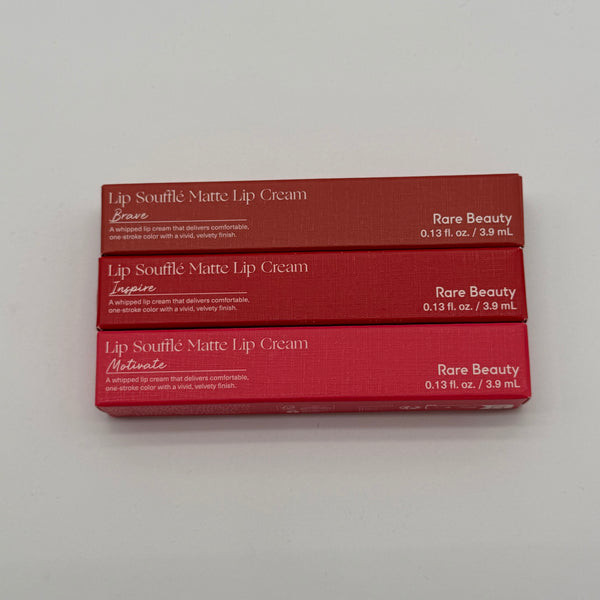 Lip Soufflé Matte Lip Cream
Brave
A whipped lip cream that delivers comfortable,
one-stroke color with a vivid, velvety finish.
Rare Beauty
0.13 fl. oz. / 3.9 mL
Lip Soufflé Matte Lip Cream
Inspire
A whipped lip cream that delivers comfortable,
one-stroke color with a vivid, velvety finish.
Rare Beauty
0.13 fl. oz. / 3.9 mL
Lip Soufflé Matte Lip Cream
Motivate
A whipped lip cream that delivers comfortable,
one-stroke color with a vivid, velvety finish.
Rare Beauty
0.13 fl. oz. / 3.9 mL